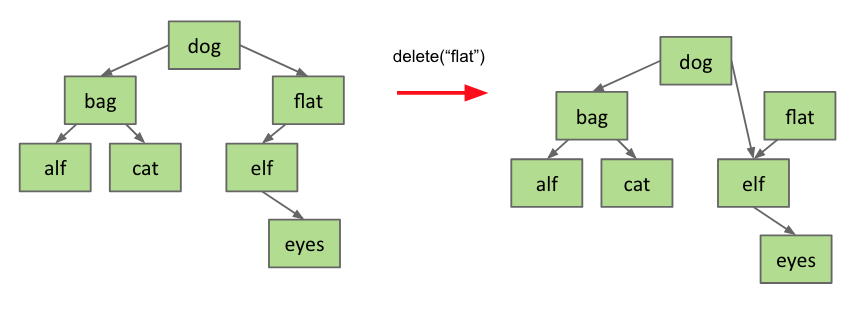 dog
bag
flat
alf
cat
elf
eyes
delete(“flat”)
dog
bag
flat
alf
cat
elf
eyes